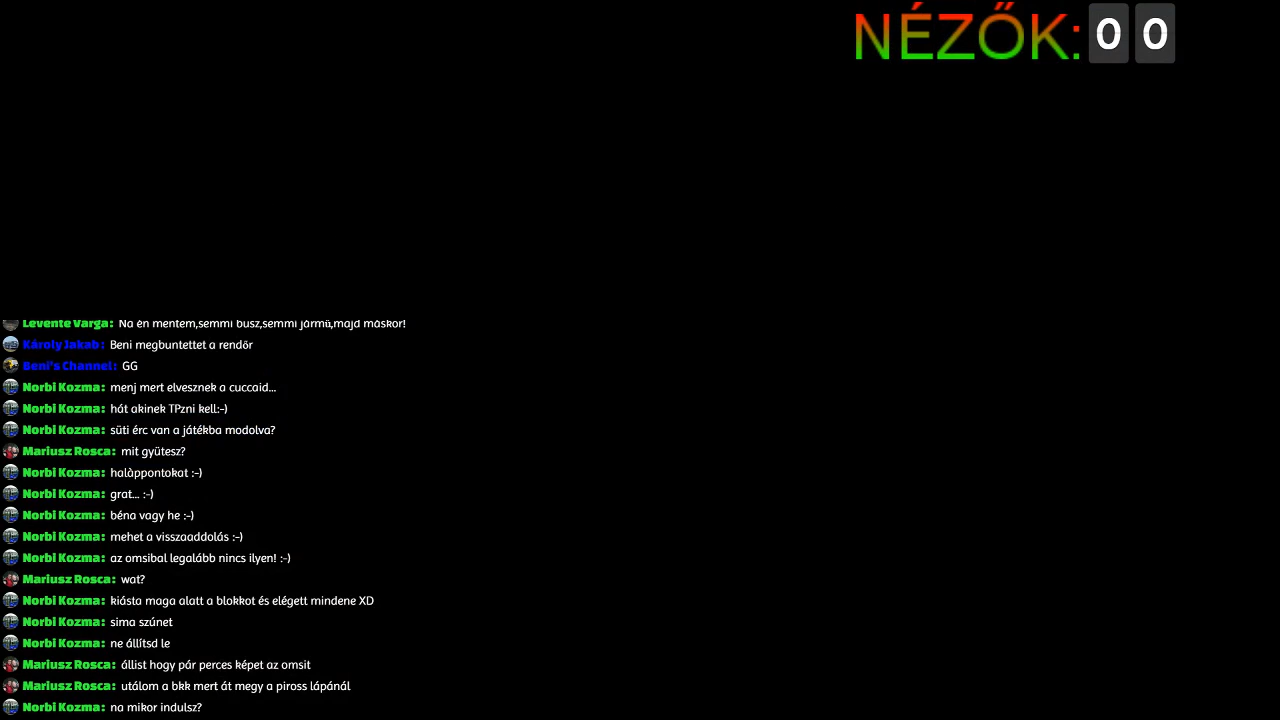 NÉZŐK: 0 0
Levente Varga: Na én mentem,semmi busz,semmi jármű,majd máskor!
Károly Jakab: Beni megbuntettet a rendőr
Beni's Channel: GG
Norbi Kozma: menj mert elvesznek a cuccaid...
Norbi Kozma: hát akinek TPzni kell:-)
Norbi Kozma: süti érc van a játékba modolva?
Mariusz Rosca: mit gyütesz?
Norbi Kozma: halàppontokat :-)
Norbi Kozma: grat... :-)
Norbi Kozma: béna vagy he :-)
Norbi Kozma: mehet a visszaaddolás :-)
Norbi Kozma: az omsibal legalább nincs ilyen! :-)
Mariusz Rosca: wat?
Norbi Kozma: kiásta maga alatt a blokkot és elégett mindene XD
Norbi Kozma: sima szúnet
Norbi Kozma: ne állítsd le
Mariusz Rosca: állist hogy pár perces képet az omsit
Mariusz Rosca: utálom a bkk mert át megy a piross lápánál
Norbi Kozma: na mikor indulsz?